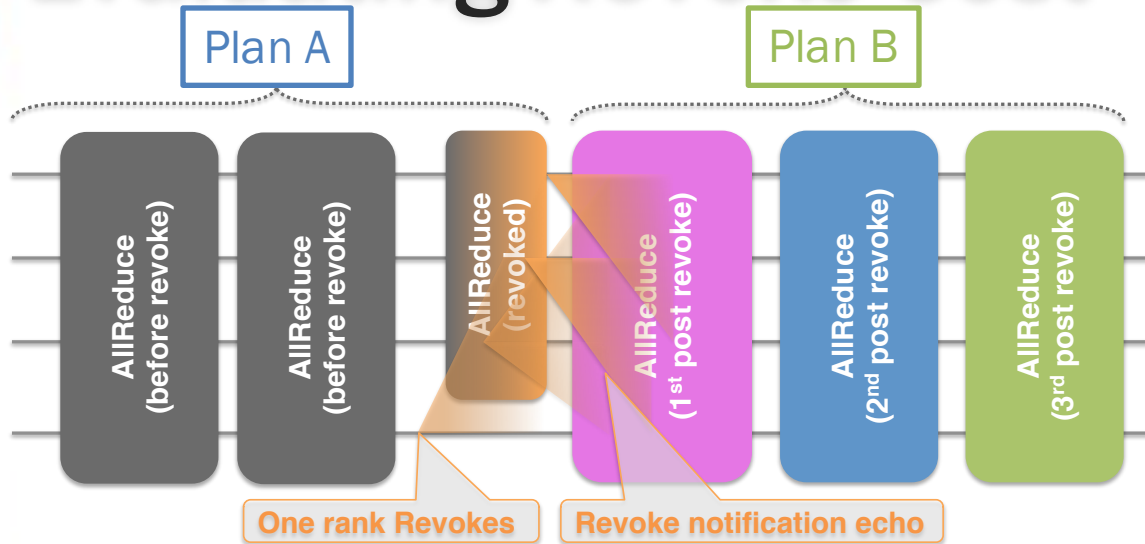 Plan A
Plan B
AllReduce
(before revoke)
AllReduce
(before revoke)
AllReduce
(revoked)
AllReduce
(1st post revoke)
AllReduce
(2nd post revoke)
AllReduce
(3rd post revoke)
One rank Revokes
Revoke notification echo